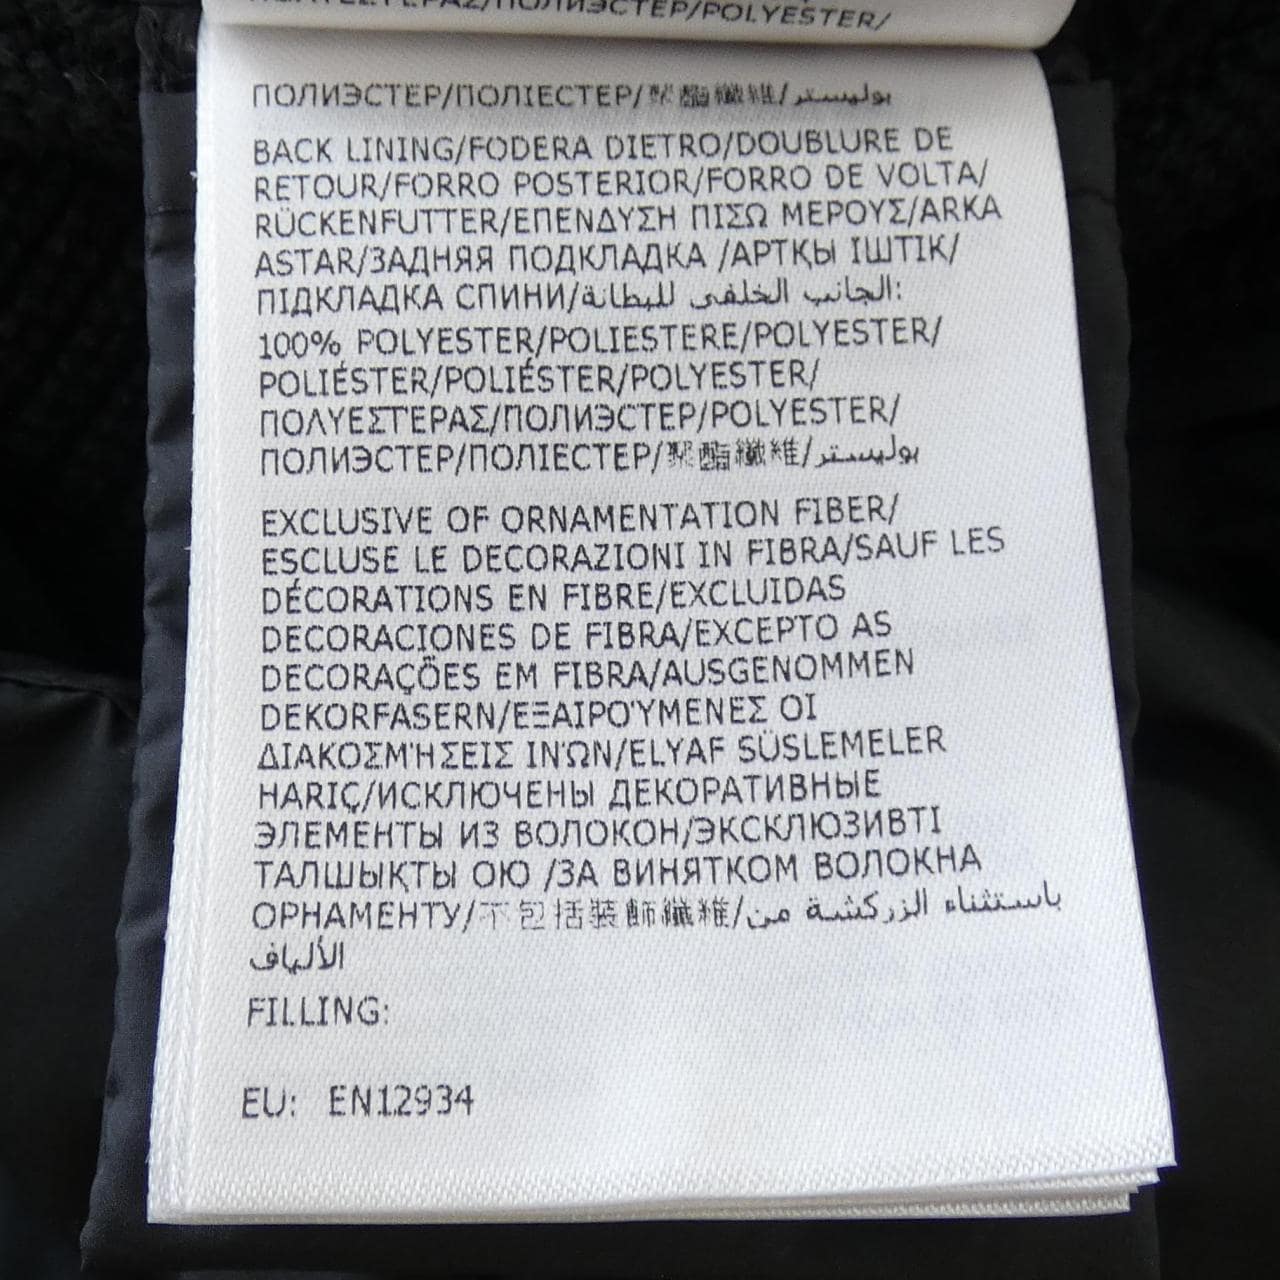 ПОЛИЭСТЕР/POLYESTER/
ПОЛИЭСТЕР/ПОЛІЕСТЕР/聚酯纖維/بوليستر
BACK LINING/FODERA DIETRO/DOUBLURE DE
RETOUR/FORRO POSTERIOR/FORRO DE VOLTA/
RÜCKENFUTTER/ΕΠΕΝΔΥΣΗ ΠΙΣΩ ΜΕΡΟΥΣ/ARKA
ASTAR/ЗАДНЯЯ ПОДКЛАДКА /АРТҚЫ ІШТІК/
ПІДКЛАДКА СПИНИ/الجانب الخلفي للبطانة:
100% POLYESTER/POLIESTERE/POLYESTER/
POLIÉSTER/POLIÉSTER/POLYESTER/
ΠΟΛΥΕΣΤΕΡΑΣ/ПОЛИЭСТЕР/POLYESTER/
ПОЛИЭСТЕР/ПОЛІЕСТЕР/聚酯纖維/بوليستر
EXCLUSIVE OF ORNAMENTATION FIBER/
ESCLUSE LE DECORAZIONI IN FIBRA/SAUF LES
DÉCORATIONS EN FIBRE/EXCLUIDAS
DECORACIONES DE FIBRA/EXCEPTO AS
DECORAÇÕES EM FIBRA/AUSGENOMMEN
DEKORFASERN/ΕΞΑΙΡΟΎΜΕΝΕΣ ΟΙ
ΔΙΑΚΟΣΜΉΣΕΙΣ ΙΝΏΝ/ELYAF SÜSLEMELER
HARIÇ/ИСКЛЮЧЕНЫ ДЕКОРАТИВНЫЕ
ЭЛЕМЕНТЫ ИЗ ВОЛОКОН/ЭКСКЛЮЗИВТІ
ТАЛШЫҚТЫ ОЮ /ЗА ВИНЯТКОМ ВОЛОКНА
ОРНАМЕНТУ/不包括裝飾纖維/باستثناء الزركشة من
الألياف
FILLING:
EU: EN12934